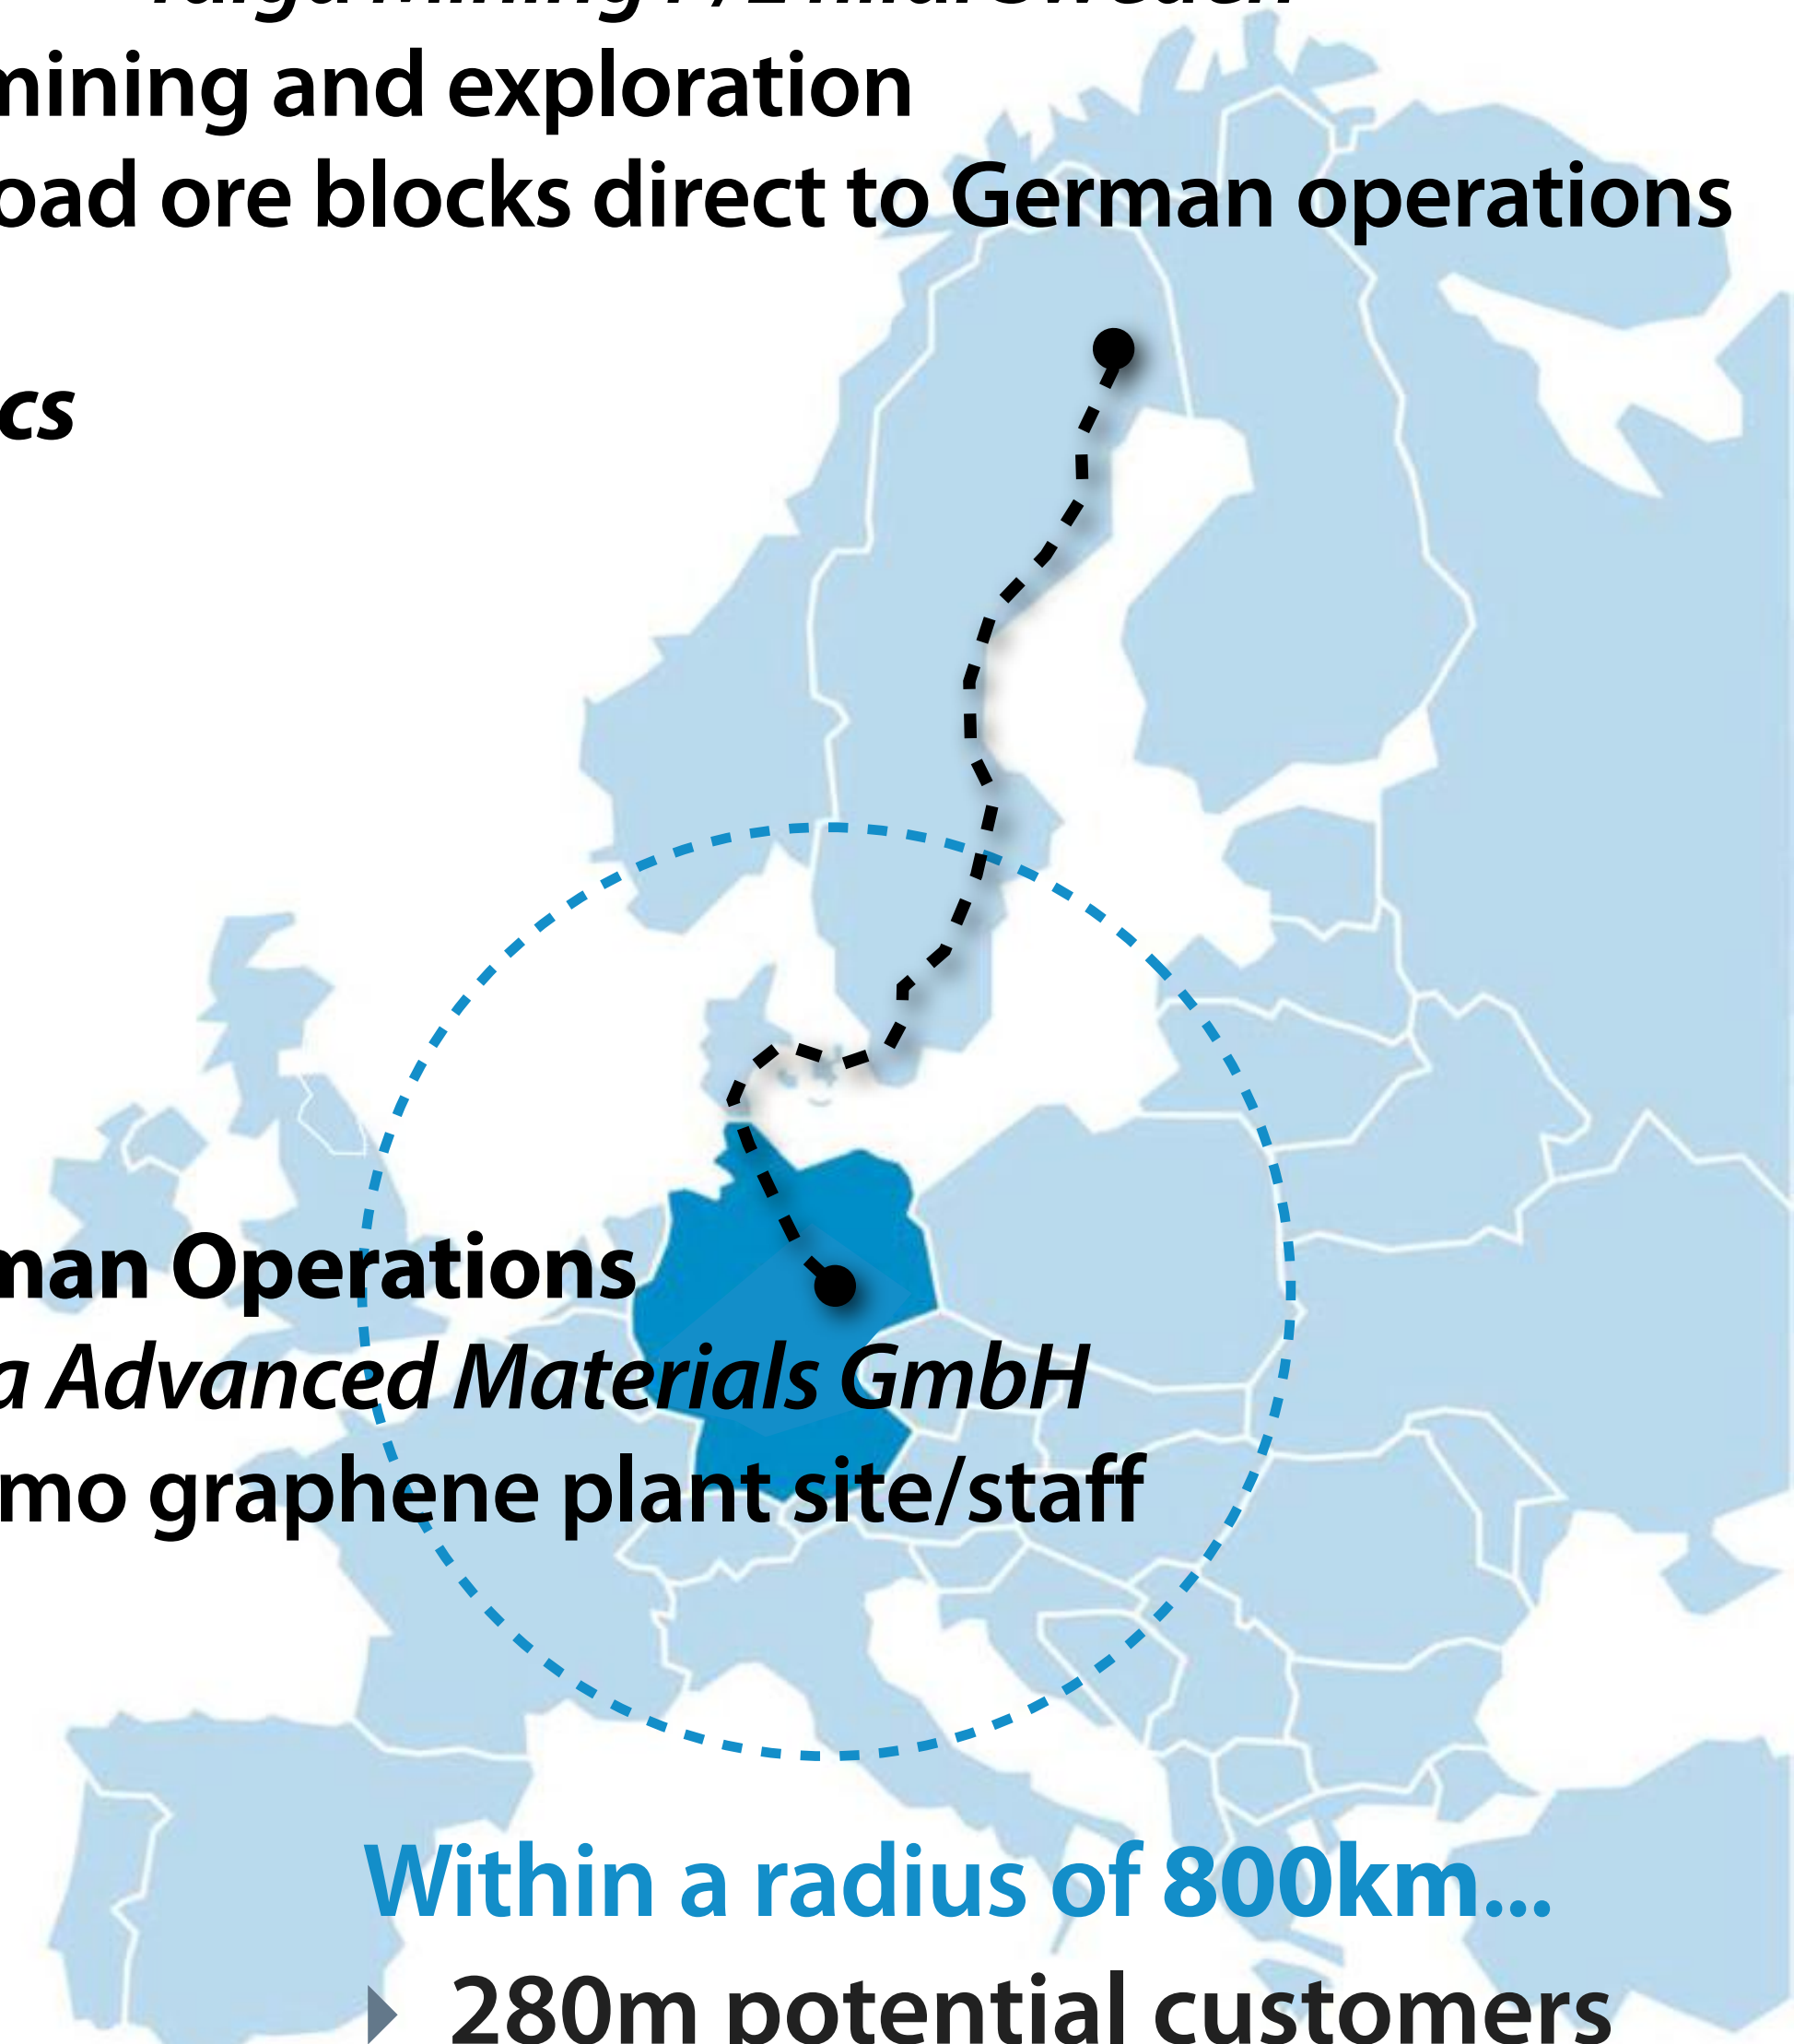 mining and exploration
oad ore blocks direct to German operations
cs
man Operations
a Advanced Materials GmbH
mo graphene plant site/staff
Within a radius of 800km...
280m potential customers